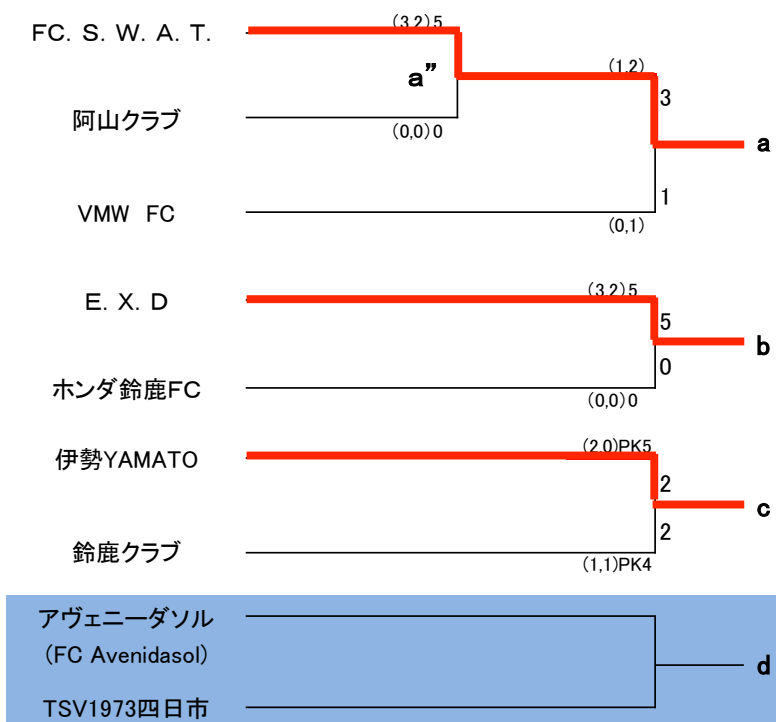 FC. S. W. A. T.
(3,2)5
a”
(1,2)
3
阿山クラブ
(0,0)0
a
1
VMW FC
(0,1)
E. X. D
(3,2)5
5
b
0
ホンダ鈴鹿FC
(0,0)0
伊勢YAMATO
(2,0)PK5
2
c
2
鈴鹿クラブ
(1,1)PK4
アヴェニーダソル
(FC Avenidasol)
d
TSV1973四日市